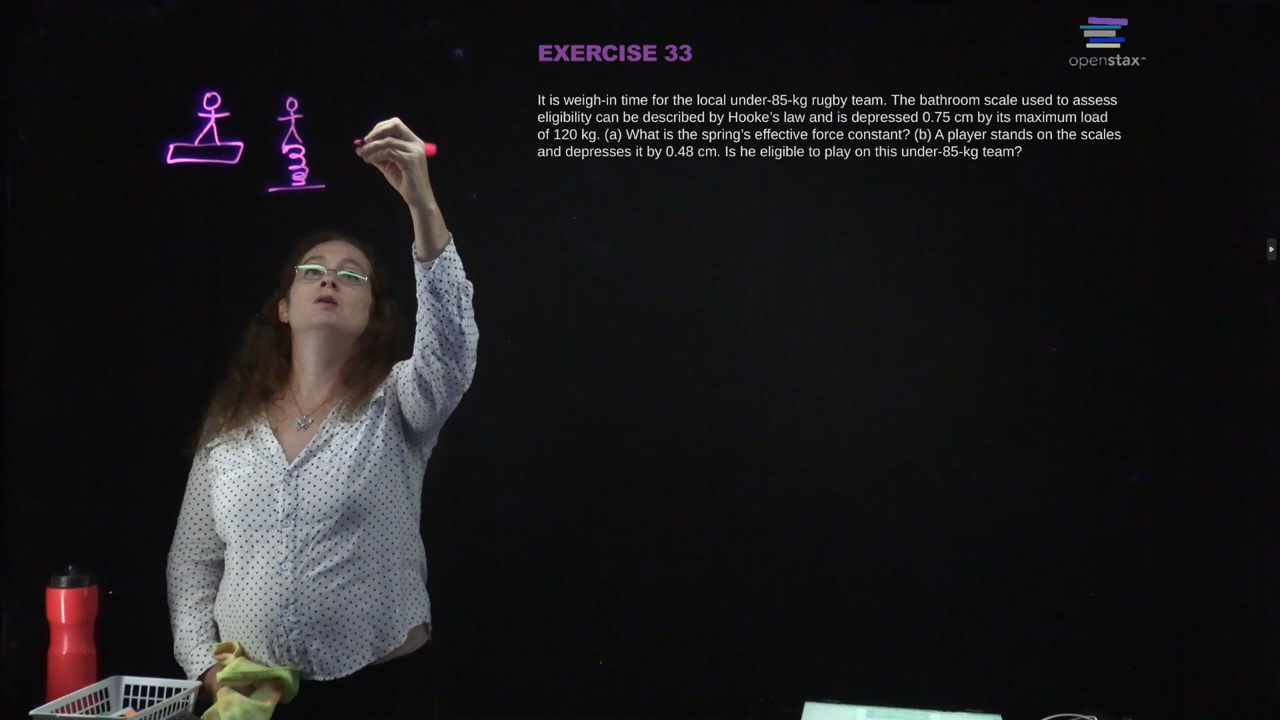 EXERCISE 33
openstax™
It is weigh-in time for the local under-85-kg rugby team. The bathroom scale used to assess
eligibility can be described by Hooke's law and is depressed 0.75 cm by its maximum load
of 120 kg. (a) What is the spring's effective force constant? (b) A player stands on the scales
and depresses it by 0.48 cm. Is he eligible to play on this under-85-kg team?